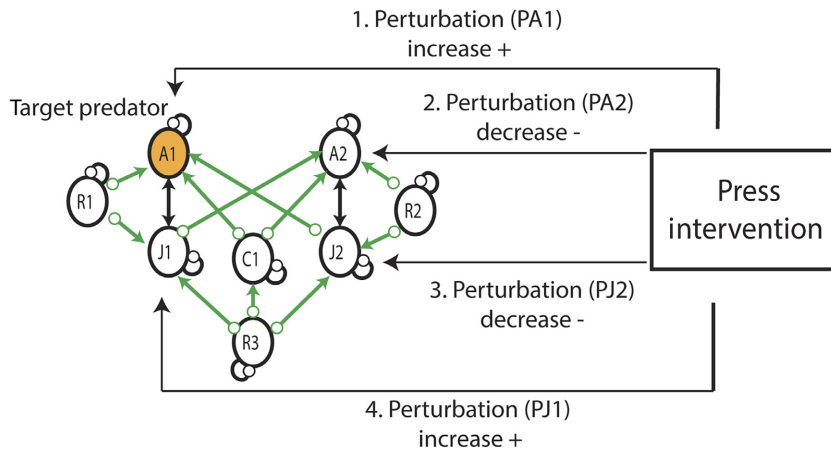 1. Perturbation (PA1)
increase +
Target predator
2. Perturbation (PA2)
decrease -
A1
A2
R1
R2
Press
intervention
J1
C1
J2
3. Perturbation (PJ2)
decrease -
R3
4. Perturbation (PJ1)
increase +